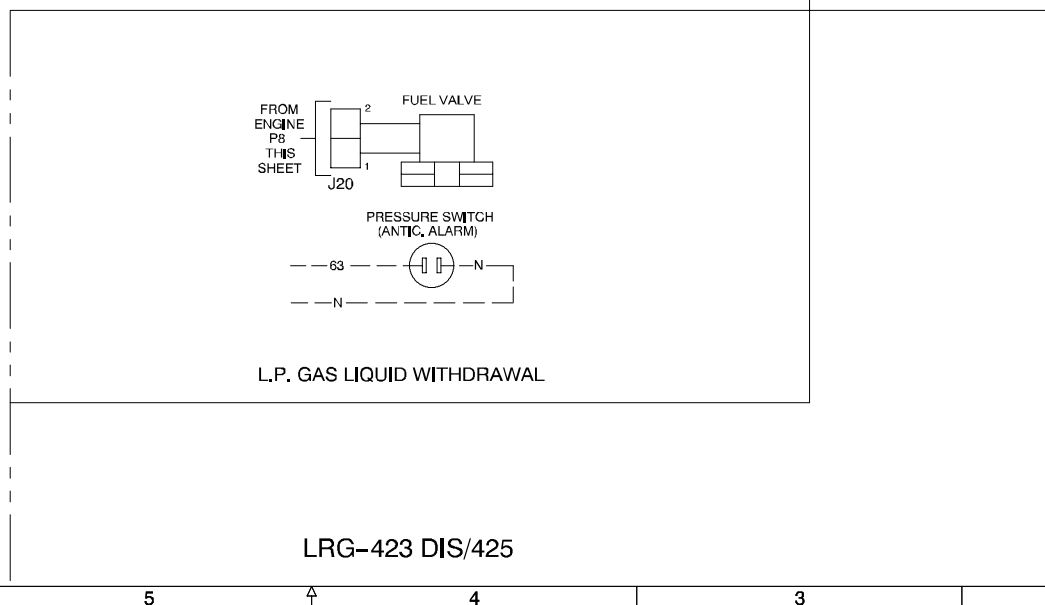 FROM
ENGINE
P8
THIS
SHEET
2
1
J20
FUEL VALVE
PRESSURE SWITCH
(ANTIC. ALARM)
63
N
N
L.P. GAS LIQUID WITHDRAWAL
LRG-423 DIS/425
5 4 3